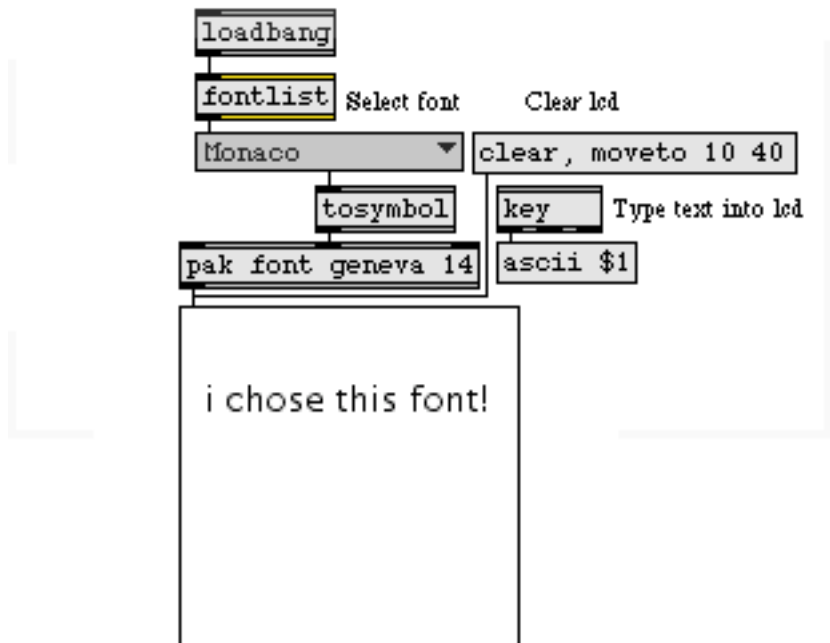 loadbang
fontlist Select font Clear lcd
Monaco clear, moveto 10 40
tosymbol key Type text into lcd
pak font geneva 14 ascii $1
i chose this font!